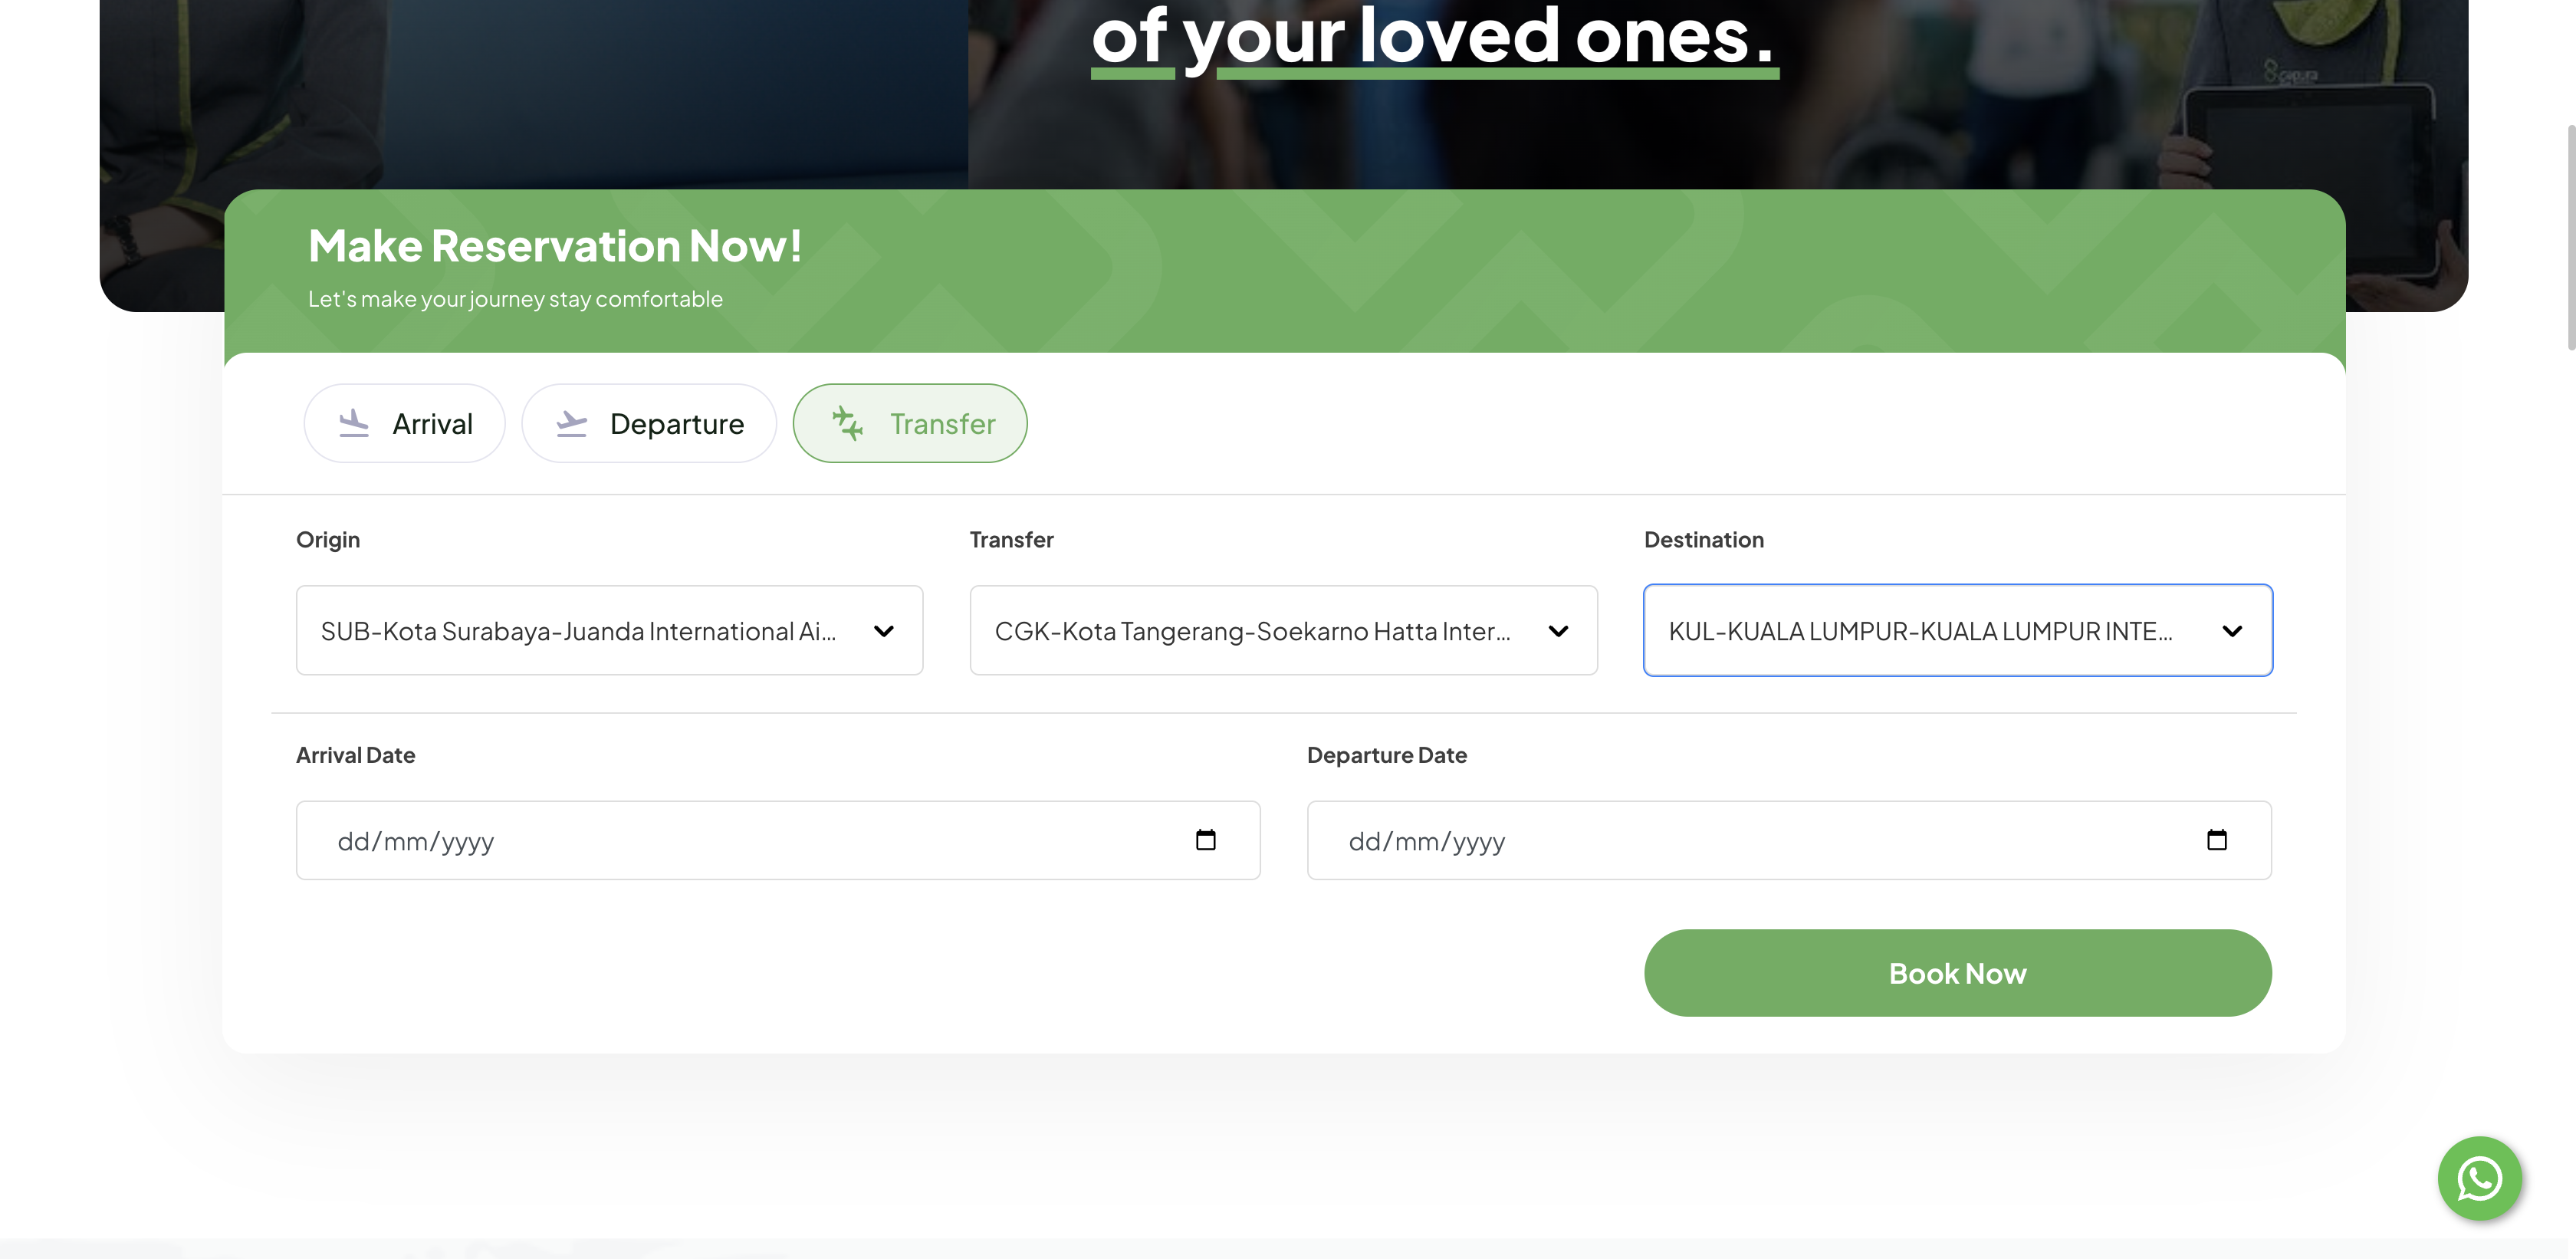 of your loved ones.
gapura
Make Reservation Now!
Let's make your journey stay comfortable
Arrival
Departure
Transfer
Origin
Transfer
Destination
SUB-Kota Surabaya-Juanda International Ai...
CGK-Kota Tangerang-Soekarno Hatta Inter...
KUL-KUALA LUMPUR-KUALA LUMPUR INTE...
Arrival Date
Departure Date
dd/mm/yyyy
dd/mm/yyyy
Book Now